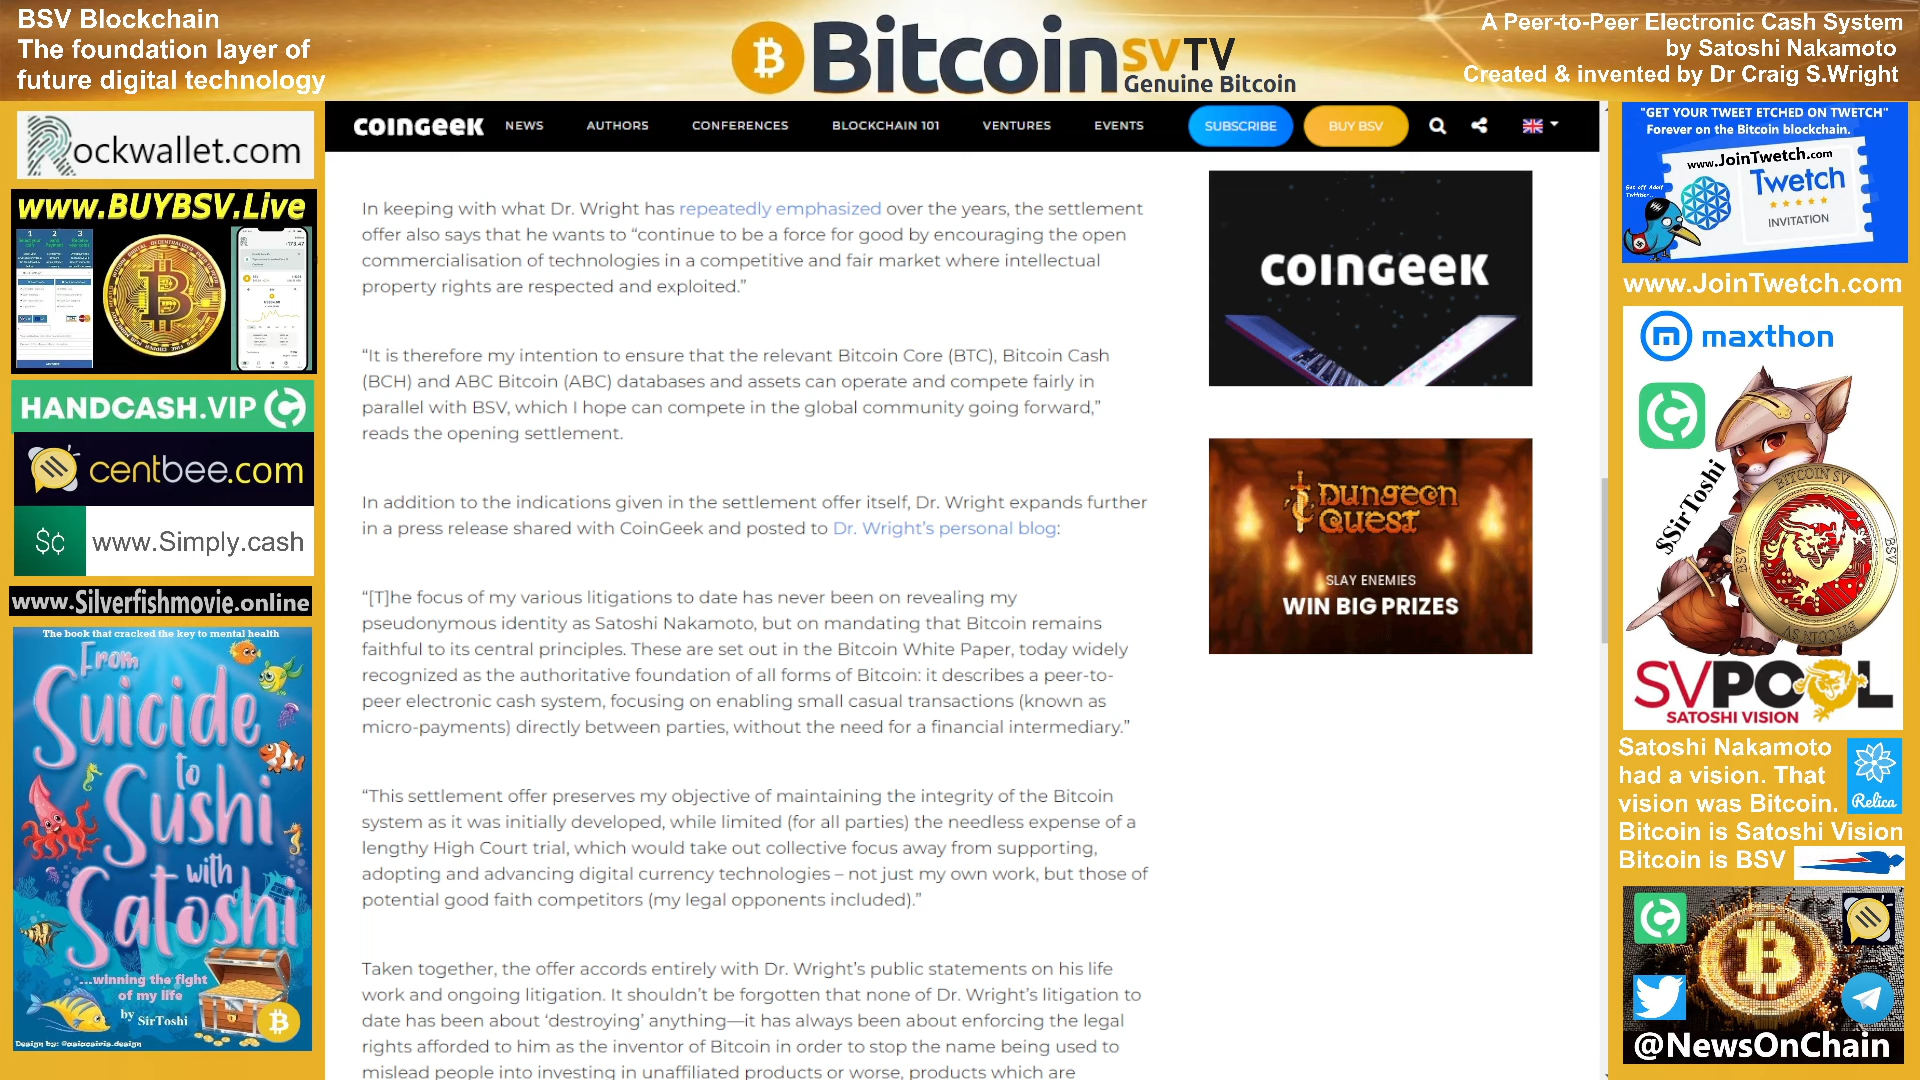 BSV Blockchain
The foundation layer of
future digital technology
Bitcoin SVTV
Genuine Bitcoin
A Peer-to-Peer Electronic Cash System
by Satoshi Nakamoto
Created & invented by Dr Craig S.Wright
Rockwallet.com
www.BUYBSV.Live
HANDCASH.VIP
centbee.com
$¢ www.Simply.cash
www.Silverfishmovie.online
The book that cracked the key to mental health
From
Suicide
to
Sushi
with
Satoshi
...winning the fight
of my life
by SirToshi
COINGEEK NEWS AUTHORS CONFERENCES BLOCKCHAIN 101 VENTURES EVENTS SUBSCRIBE BUY BSV
In keeping with what Dr. Wright has repeatedly emphasized over the years, the settlement
offer also says that he wants to “continue to be a force for good by encouraging the open
commercialisation of technologies in a competitive and fair market where intellectual
property rights are respected and exploited.”
“It is therefore my intention to ensure that the relevant Bitcoin Core (BTC), Bitcoin Cash
(BCH) and ABC Bitcoin (ABC) databases and assets can operate and compete fairly in
parallel with BSV, which I hope can compete in the global community going forward,”
reads the opening settlement.
In addition to the indications given in the settlement offer itself, Dr. Wright expands further
in a press release shared with CoinGeek and posted to Dr. Wright’s personal blog:
“[T]he focus of my various litigations to date has never been on revealing my
pseudonymous identity as Satoshi Nakamoto, but on mandating that Bitcoin remains
faithful to its central principles. These are set out in the Bitcoin White Paper, today widely
recognized as the authoritative foundation of all forms of Bitcoin: it describes a peer-to-
peer electronic cash system, focusing on enabling small casual transactions (known as
micro-payments) directly between parties, without the need for a financial intermediary.”
“This settlement offer preserves my objective of maintaining the integrity of the Bitcoin
system as it was initially developed, while limited (for all parties) the needless expense of a
lengthy High Court trial, which would take out collective focus away from supporting,
adopting and advancing digital currency technologies – not just my own work, but those of
potential good faith competitors (my legal opponents included).”
Taken together, the offer accords entirely with Dr. Wright’s public statements on his life
work and ongoing litigation. It shouldn’t be forgotten that none of Dr. Wright’s litigation to
date has been about ‘destroying’ anything—it has always been about enforcing the legal
rights afforded to him as the inventor of Bitcoin in order to stop the name being used to
mislead people into investing in unaffiliated products or worse, products which are
COINGEEK
DUNGEON
QUEST
SLAY ENEMIES
WIN BIG PRIZES
"GET YOUR TWEET ETCHED ON TWETCH"
Forever on the Bitcoin blockchain.
www.JoinTwetch.com
Twetch
INVITATION
www.JoinTwetch.com
maxthon
$SirToshi
BITCOIN SV
BSV
BSV
BITCOIN SV
SVPOOL
SATOSHI VISION
Satoshi Nakamoto
had a vision. That
vision was Bitcoin.
Relica
Bitcoin is Satoshi Vision
Bitcoin is BSV
@NewsOnChain